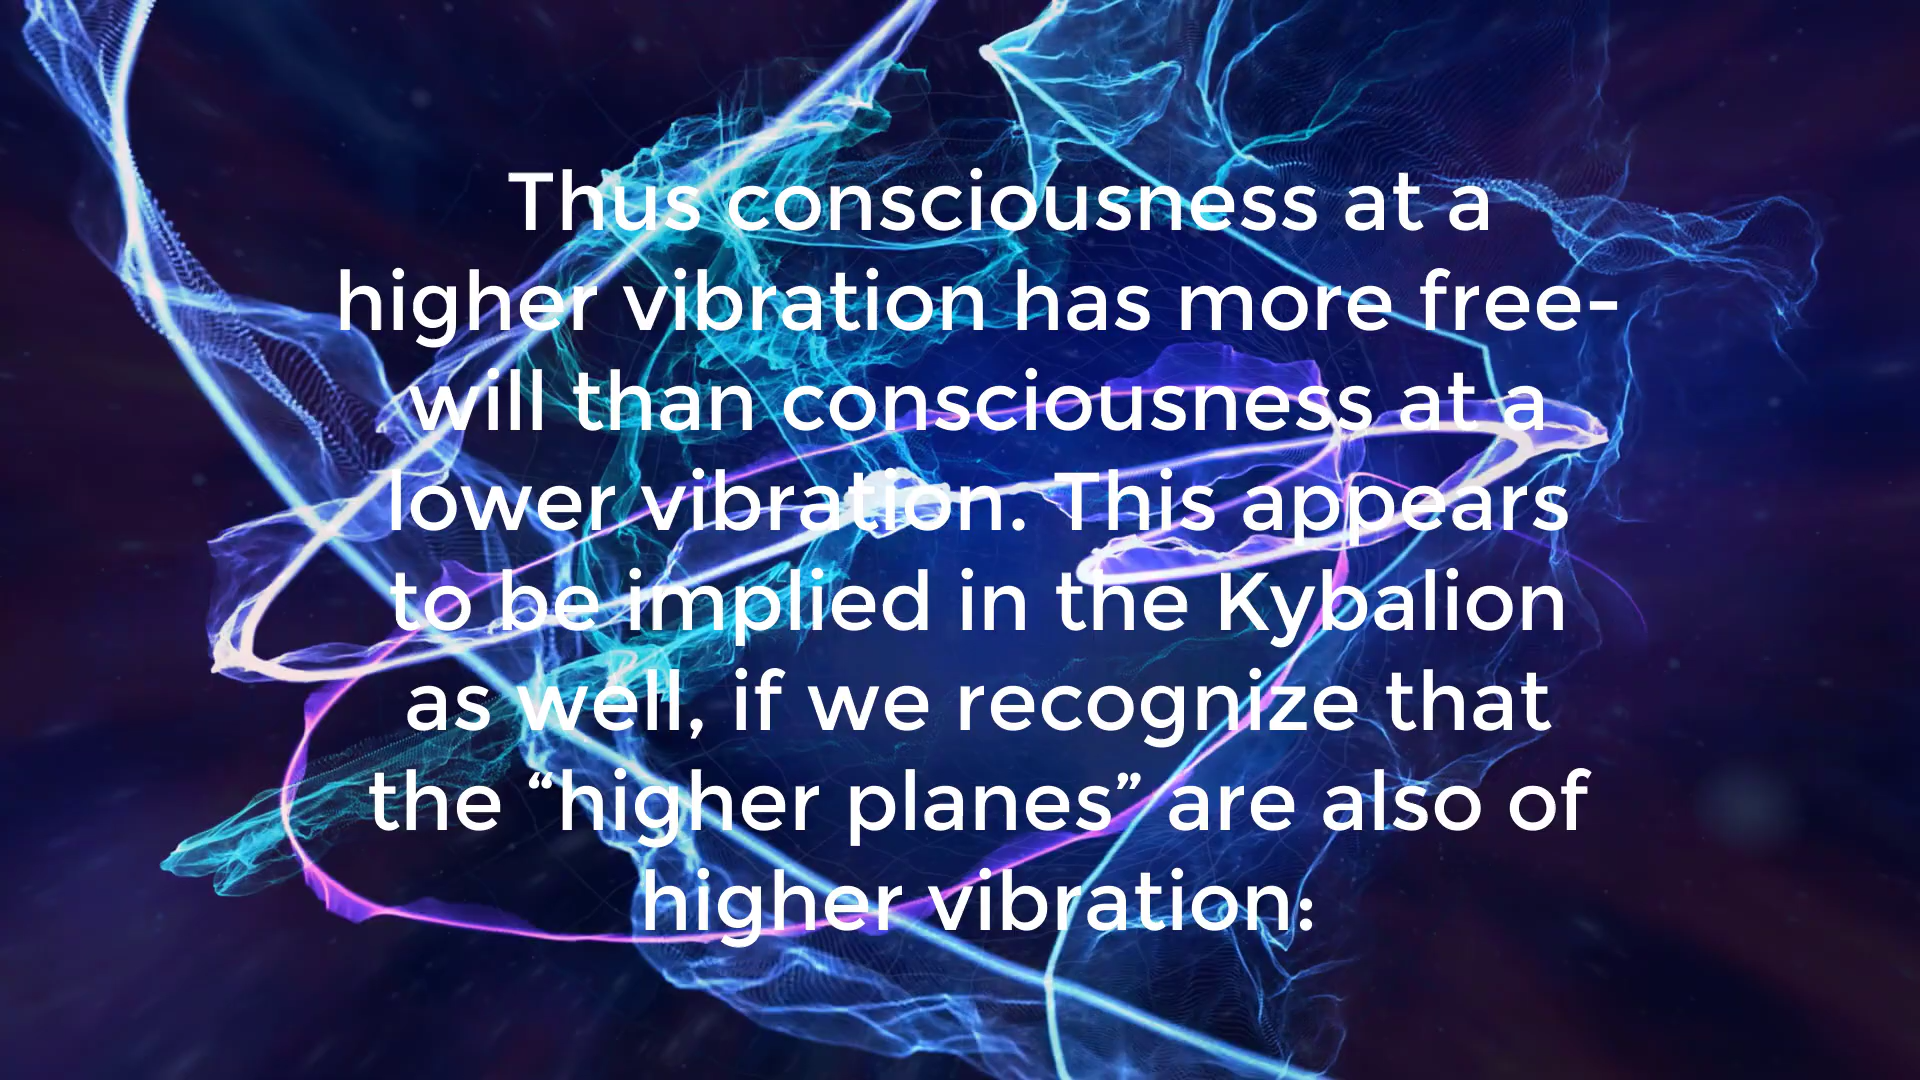 Thus consciousness at a
higher vibration has more free-
will than consciousness at a
lower vibration. This appears
to be implied in the Kybalion
as well, if we recognize that
the “higher planes” are also of
higher vibration: